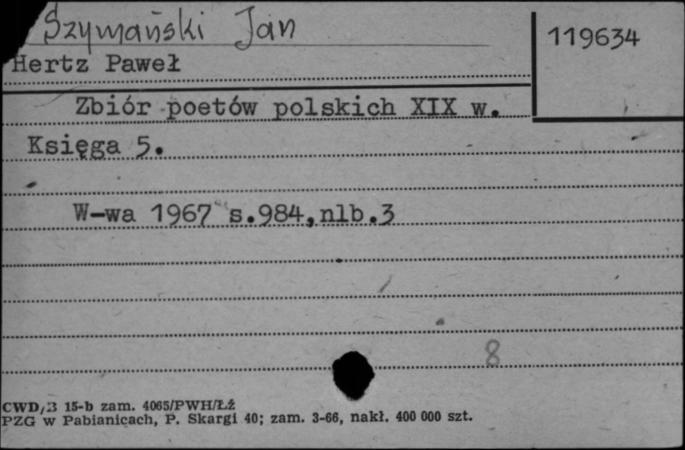 Szymański Jan
119634
Hertz Paweł
Zbiór poetów polskich XIX w.
Księga 5.
W-wa 1967 s.984,nlb.3
8
CWD/3 15-b zam. 4065/PWH/Łź
PZG w Pabianicach, P. Skargi 40; zam. 3-66, nakł. 400 000 szt.